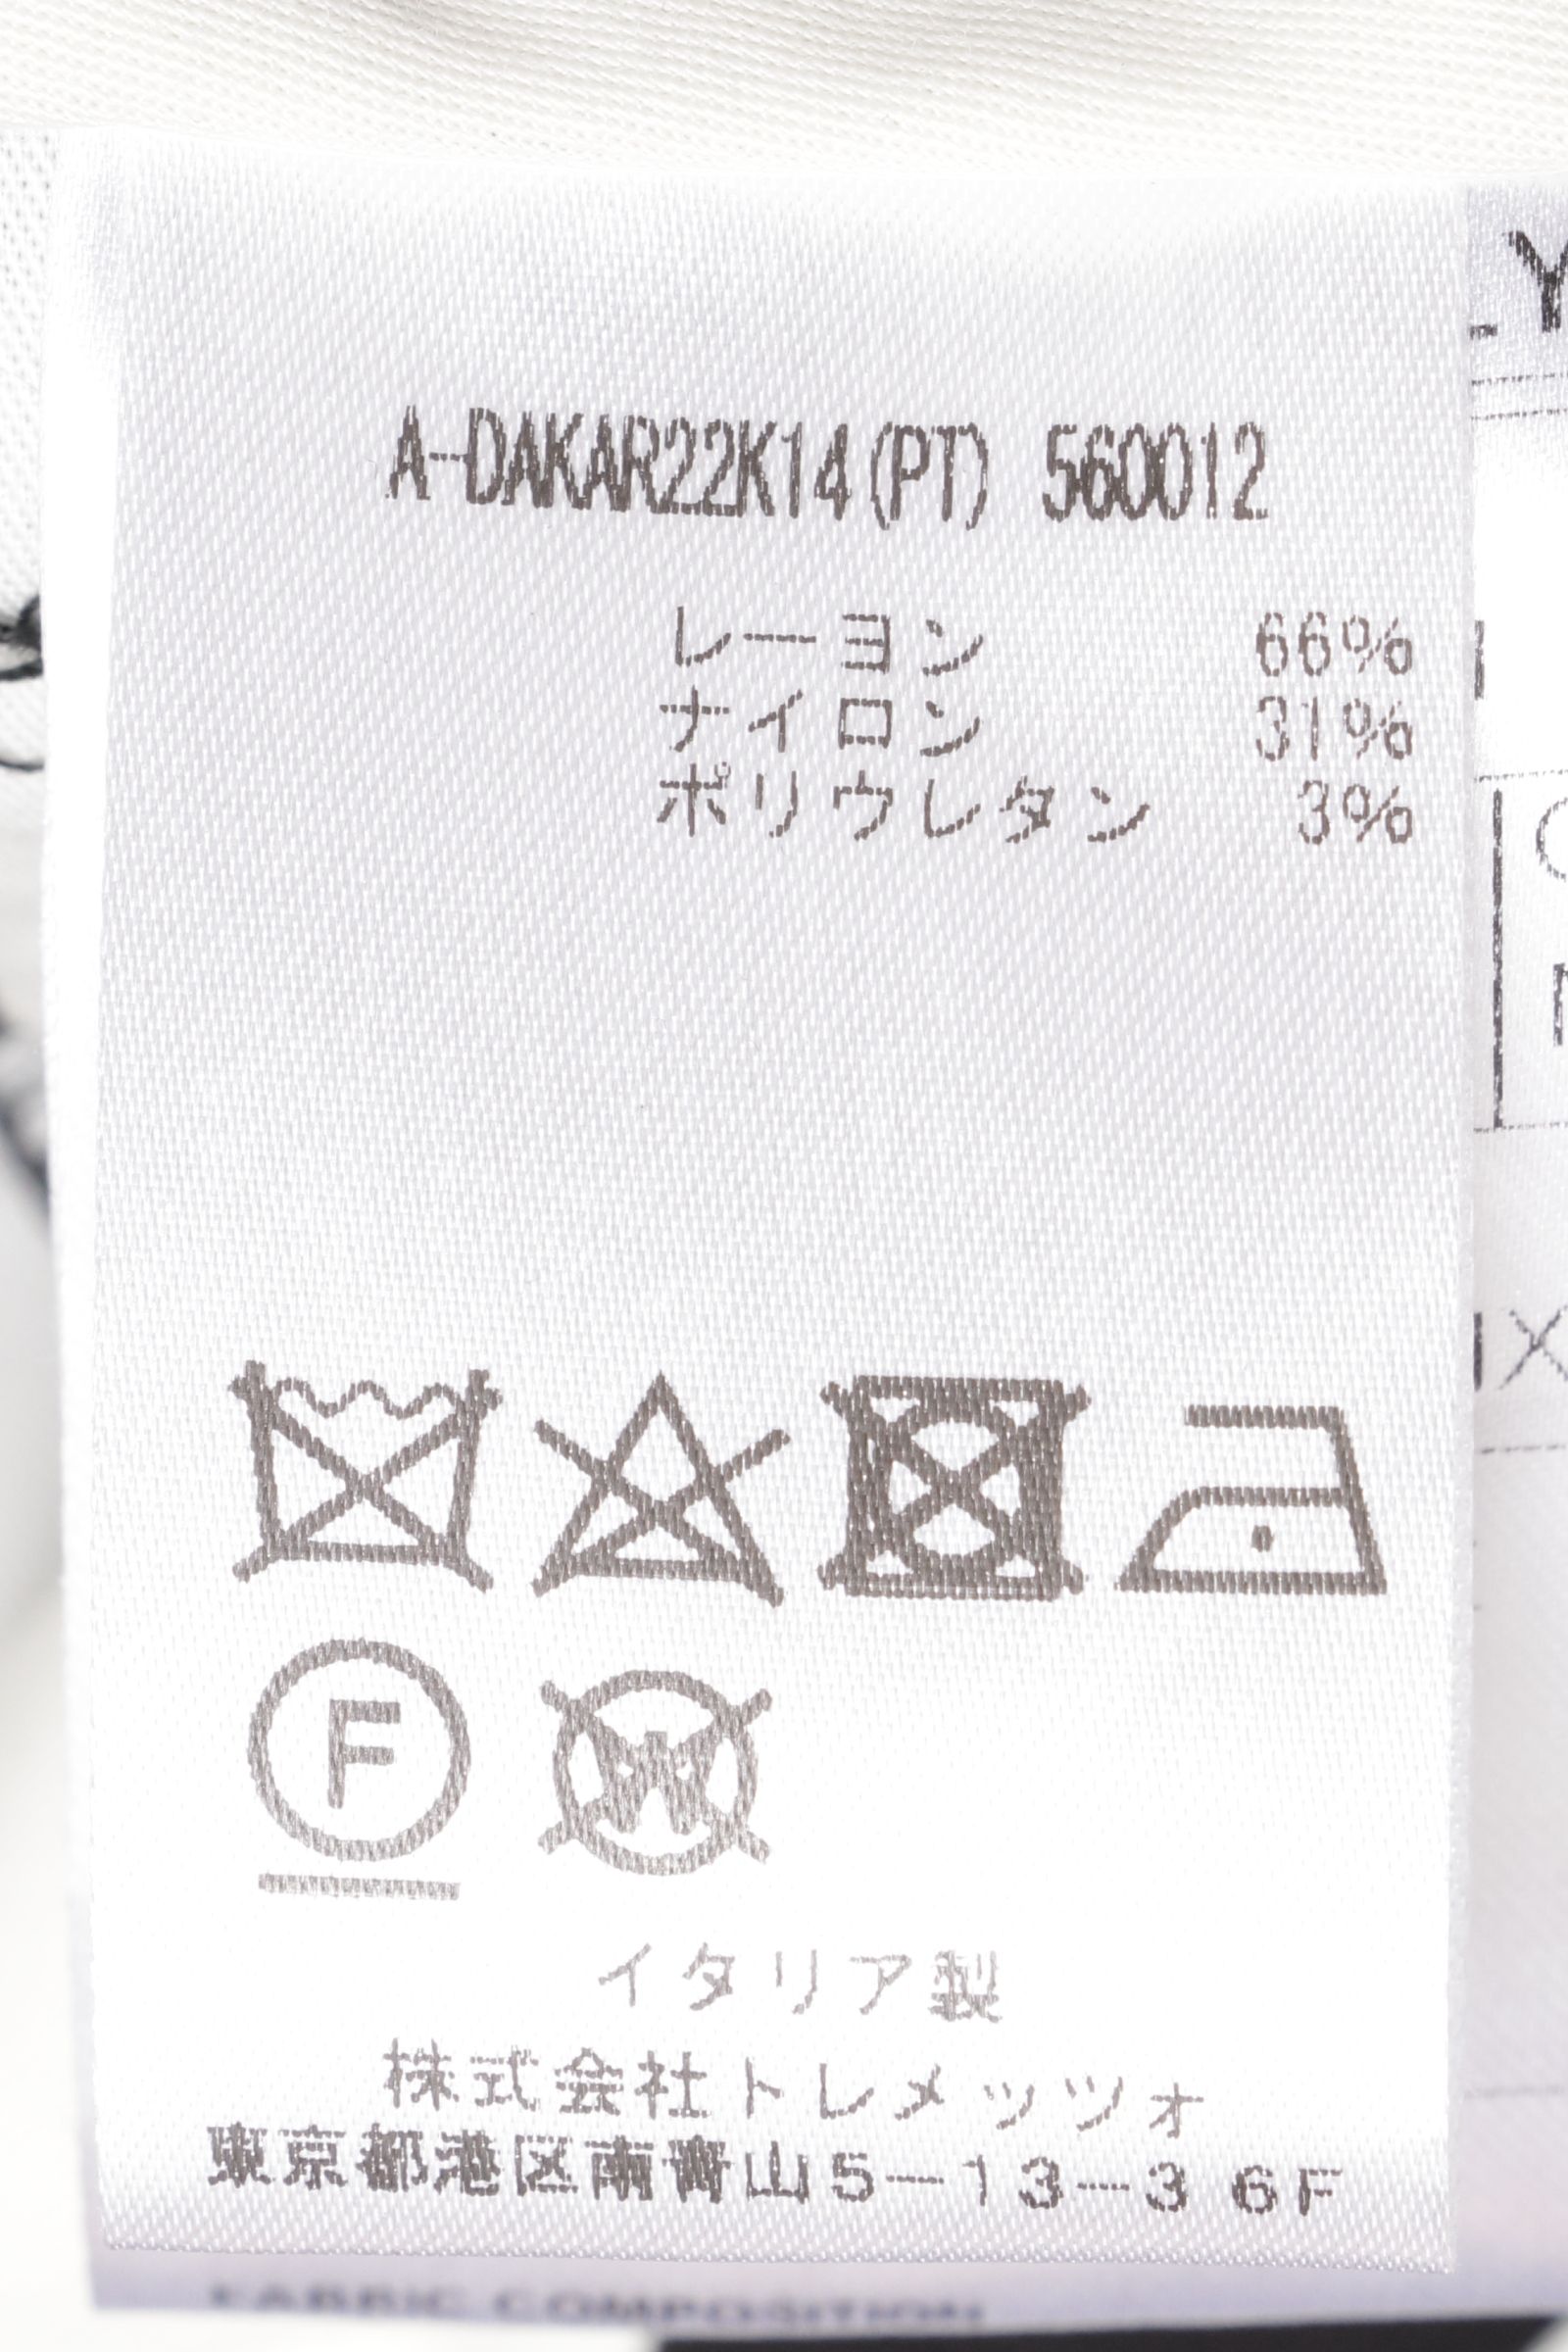 A-DAKAR22K14(PT) 560012
レーヨン 66%
ナイロン 31%
ポリウレタン 3%
F
W
イタリア製
株式会社トレメッツォ
東京都港区南青山5-13-3 6F
FABRIC COMPOSITION